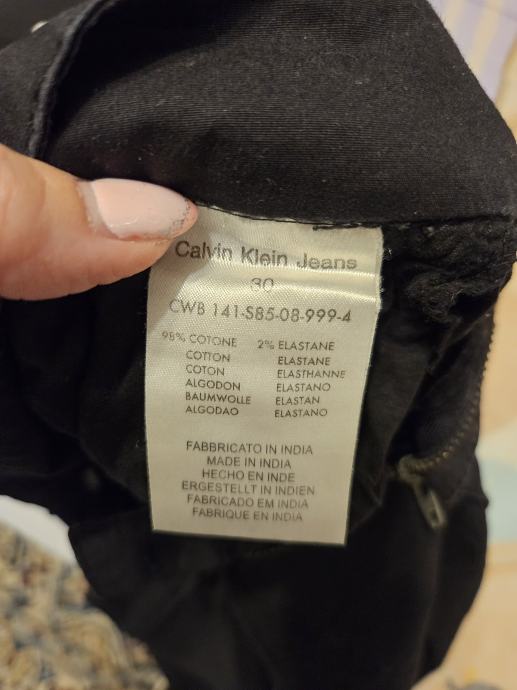 Calvin Klein Jeans
30
CWB 141-S85-08-999-4
98% COTONE 2% ELASTANE
COTTON ELASTANE
COTON ELASTHANNE
ALGODON ELASTANO
BAUMWOLLE ELASTAN
ALGODAO ELASTANO
FABBRICATO IN INDIA
MADE IN INDIA
HECHO EN INDE
ERGESTELLT IN INDIEN
FABRICADO EM INDIA
FABRIQUE EN INDIA